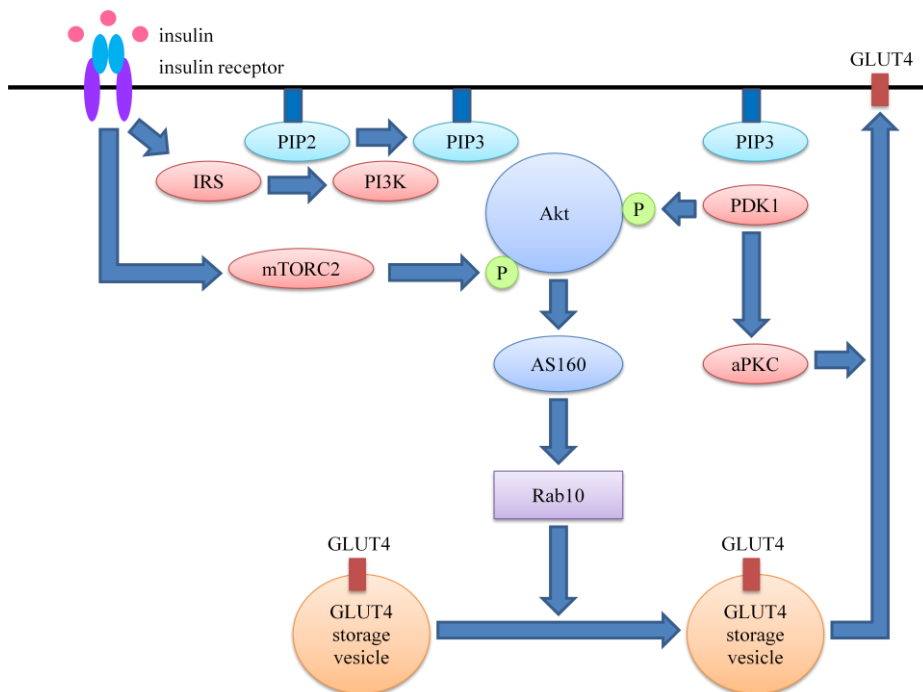 insulin
insulin receptor
GLUT4
PIP2
PIP3
PIP3
IRS
PI3K
Akt
P
PDK1
mTORC2
P
AS160
aPKC
Rab10
GLUT4
GLUT4
GLUT4
storage
vesicle
GLUT4
storage
vesicle